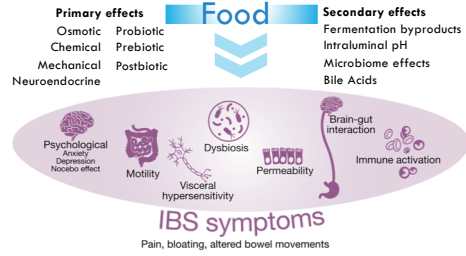 Food
Primary effects
Osmotic Probiotic
Chemical Prebiotic
Mechanical Postbiotic
Neuroendocrine
Secondary effects
Fermentation byproducts
Intraluminal pH
Microbiome effects
Bile Acids
Psychological
Anxiety
Depression
Nocebo effect
Motility
Visceral
hypersensitivity
Dysbiosis
Permeability
Brain-gut
interaction
Immune activation
IBS symptoms
Pain, bloating, altered bowel movements